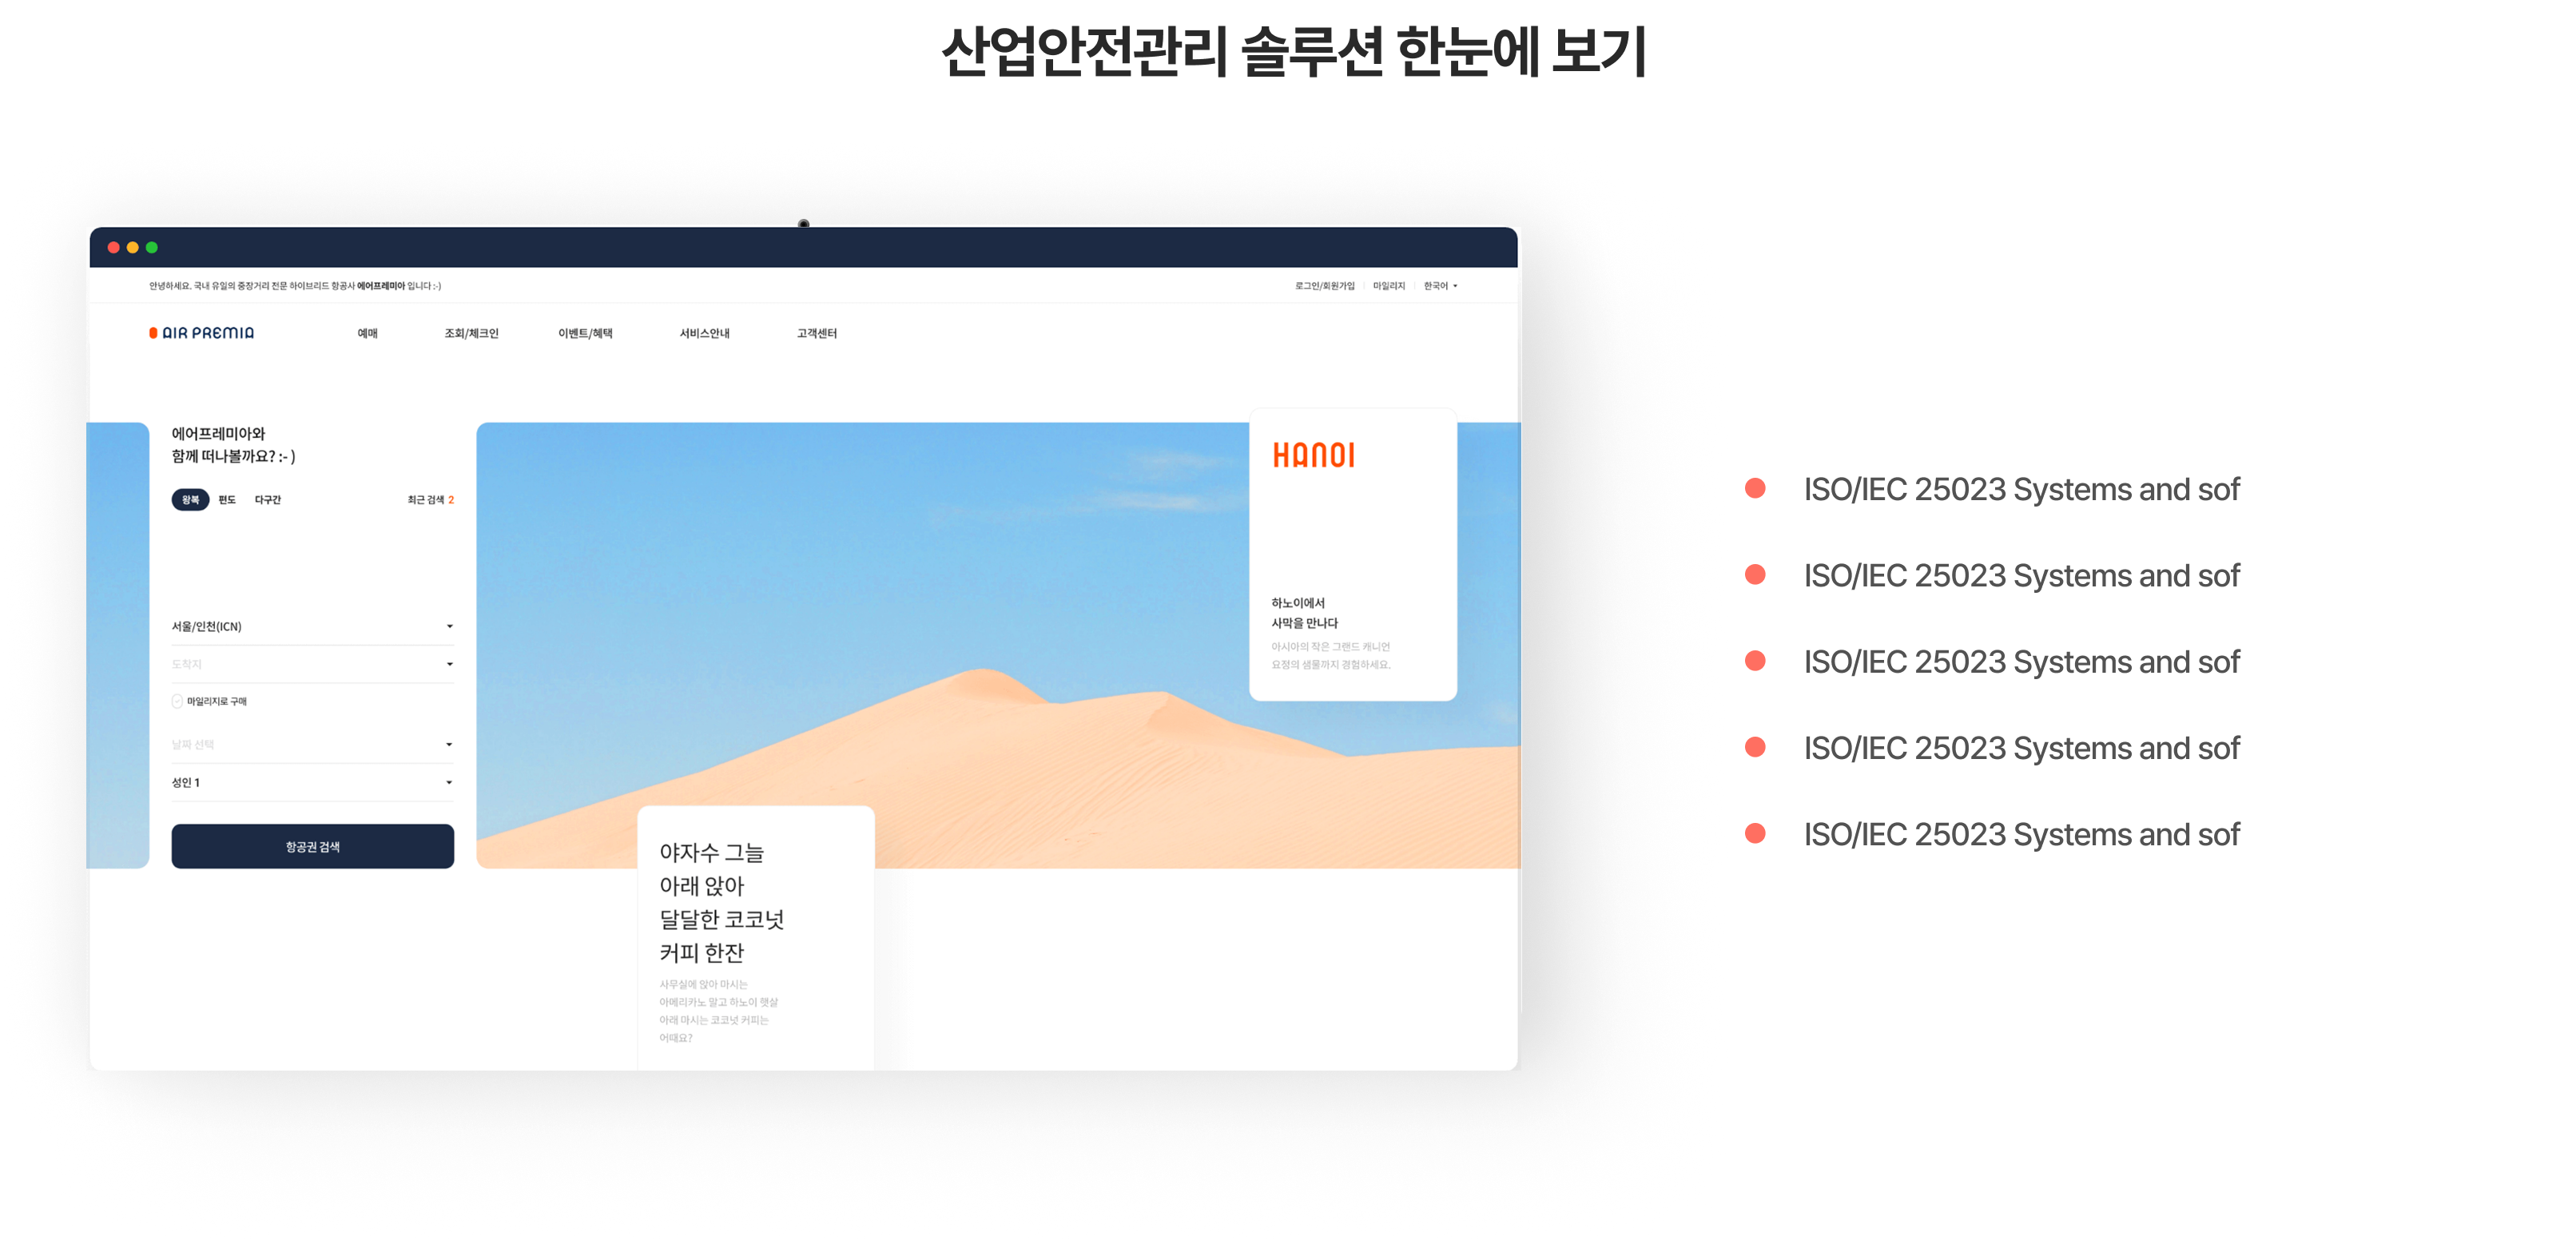 산업안전관리 솔루션 한눈에 보기
안녕하세요. 국내 유일의 중장거리 전문 하이브리드 항공사 에어프레미아 입니다 :-)
로그인/회원가입 마일리지 한국어
AIR PREMIA 예매 조회/체크인 이벤트/혜택 서비스안내 고객센터
에어프레미아와
함께 떠나볼까요? :- )
왕복 편도 다구간 최근 검색 2
서울/인천(ICN)
도착지
마일리지로 구매
날짜 선택
성인 1
항공권 검색
HANOI
하노이에서
사막을 만나다
아시아의 작은 그랜드 캐니언
요정의 샘물까지 경험하세요.
야자수 그늘
아래 앉아
달달한 코코넛
커피 한잔
사무실에 앉아 마시는
아메리카노 말고 하노이 햇살
아래 마시는 코코넛 커피는
어때요?
ISO/IEC 25023 Systems and sof
ISO/IEC 25023 Systems and sof
ISO/IEC 25023 Systems and sof
ISO/IEC 25023 Systems and sof
ISO/IEC 25023 Systems and sof